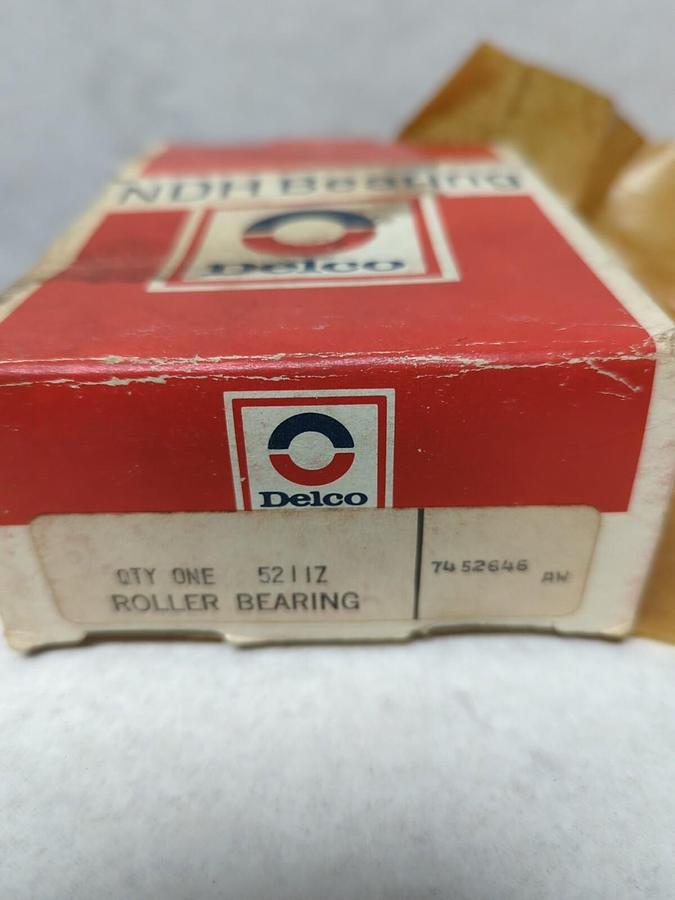 NDH Bearing
Delco
Delco
QTY ONE 5211Z
ROLLER BEARING
7452646 AW